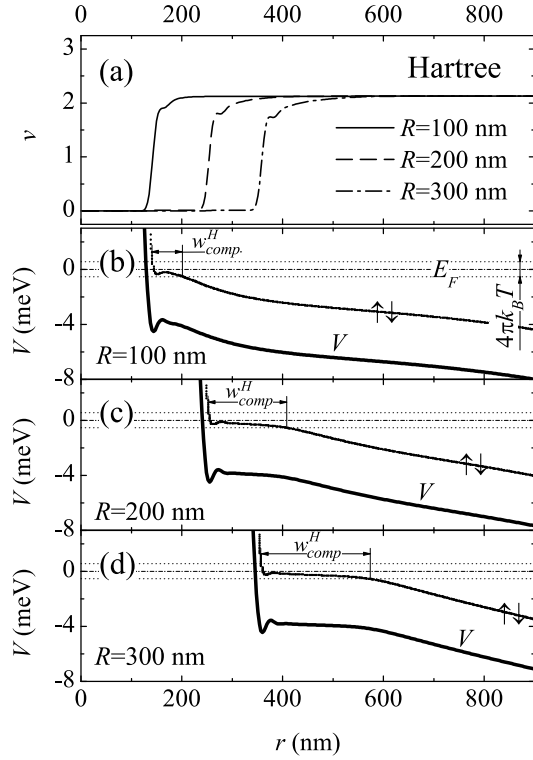 0 200 400 600 800
(a)
Hartree
3
2
1
0
ν
R=100 nm
R=200 nm
R=300 nm
(b)
w^H_comp.
E_F
4πk_BT
0
-4
-8
V (meV)
↑↓
V
R=100 nm
(c)
w^H_comp
0
-4
-8
V (meV)
↑↓
V
R=200 nm
(d)
w^H_comp
0
-4
-8
V (meV)
↑↓
V
R=300 nm
0 200 400 600 800
r (nm)